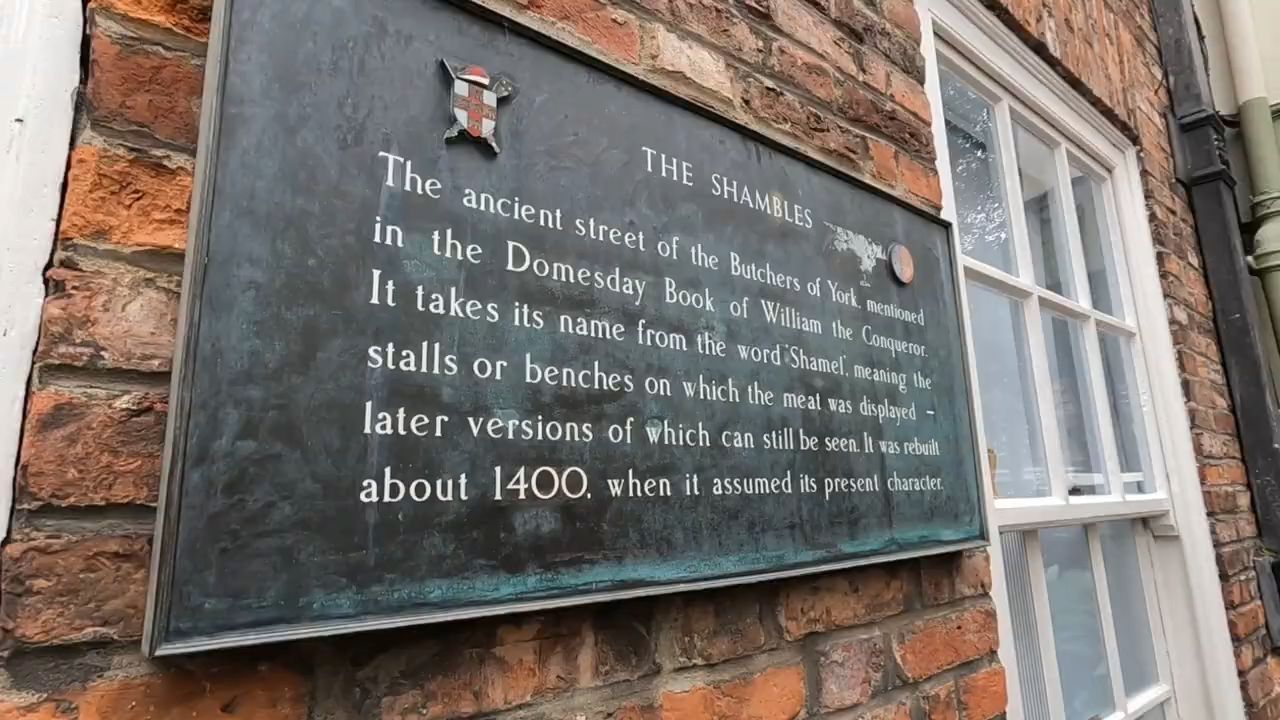 THE SHAMBLES
The ancient street of the Butchers of York, mentioned
in the Domesday Book of William the Conqueror.
It takes its name from the word 'Shamel', meaning the
stalls or benches on which the meat was displayed –
later versions of which can still be seen. It was rebuilt
about 1400, when it assumed its present character.